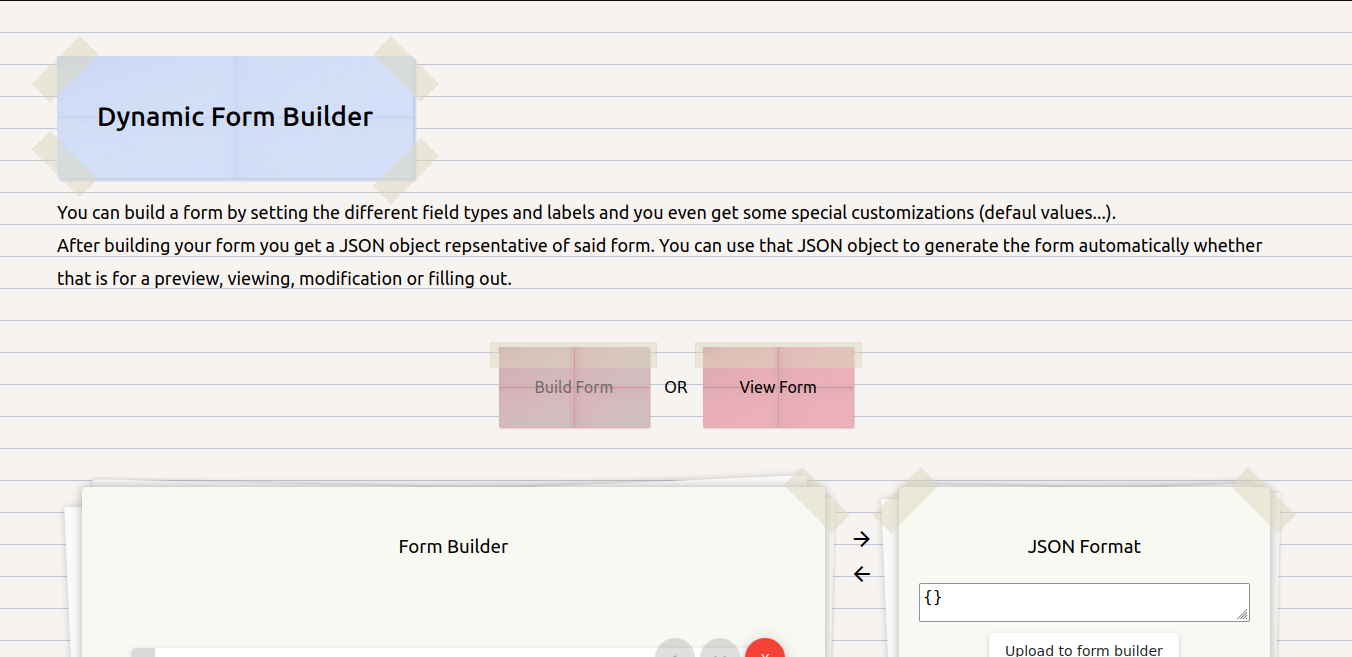 Dynamic Form Builder
You can build a form by setting the different field types and labels and you even get some special customizations (defaul values...).
After building your form you get a JSON object repsentative of said form. You can use that JSON object to generate the form automatically whether
that is for a preview, viewing, modification or filling out.
Build Form OR View Form
Form Builder
JSON Format
{}
Upload to form builder